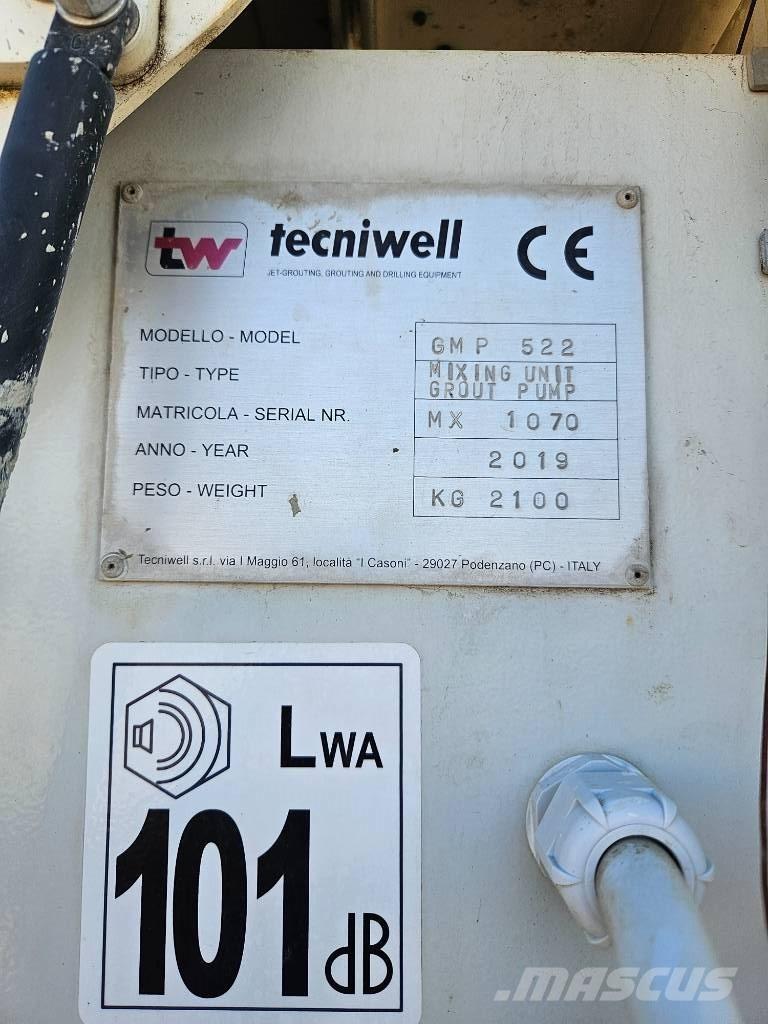 tw tecniwell CE
JET-GROUTING, GROUTING AND DRILLING EQUIPMENT
MODELLO - MODEL GMP 522
TIPO - TYPE MIXING UNIT
GROUT PUMP
MATRICOLA - SERIAL NR. MX 1070
ANNO - YEAR 2019
PESO - WEIGHT KG 2100
Tecniwell s.r.l. via I Maggio 61, località "I Casoni" - 29027 Podenzano (PC) - ITALY
LWA
101 dB
MASCUS